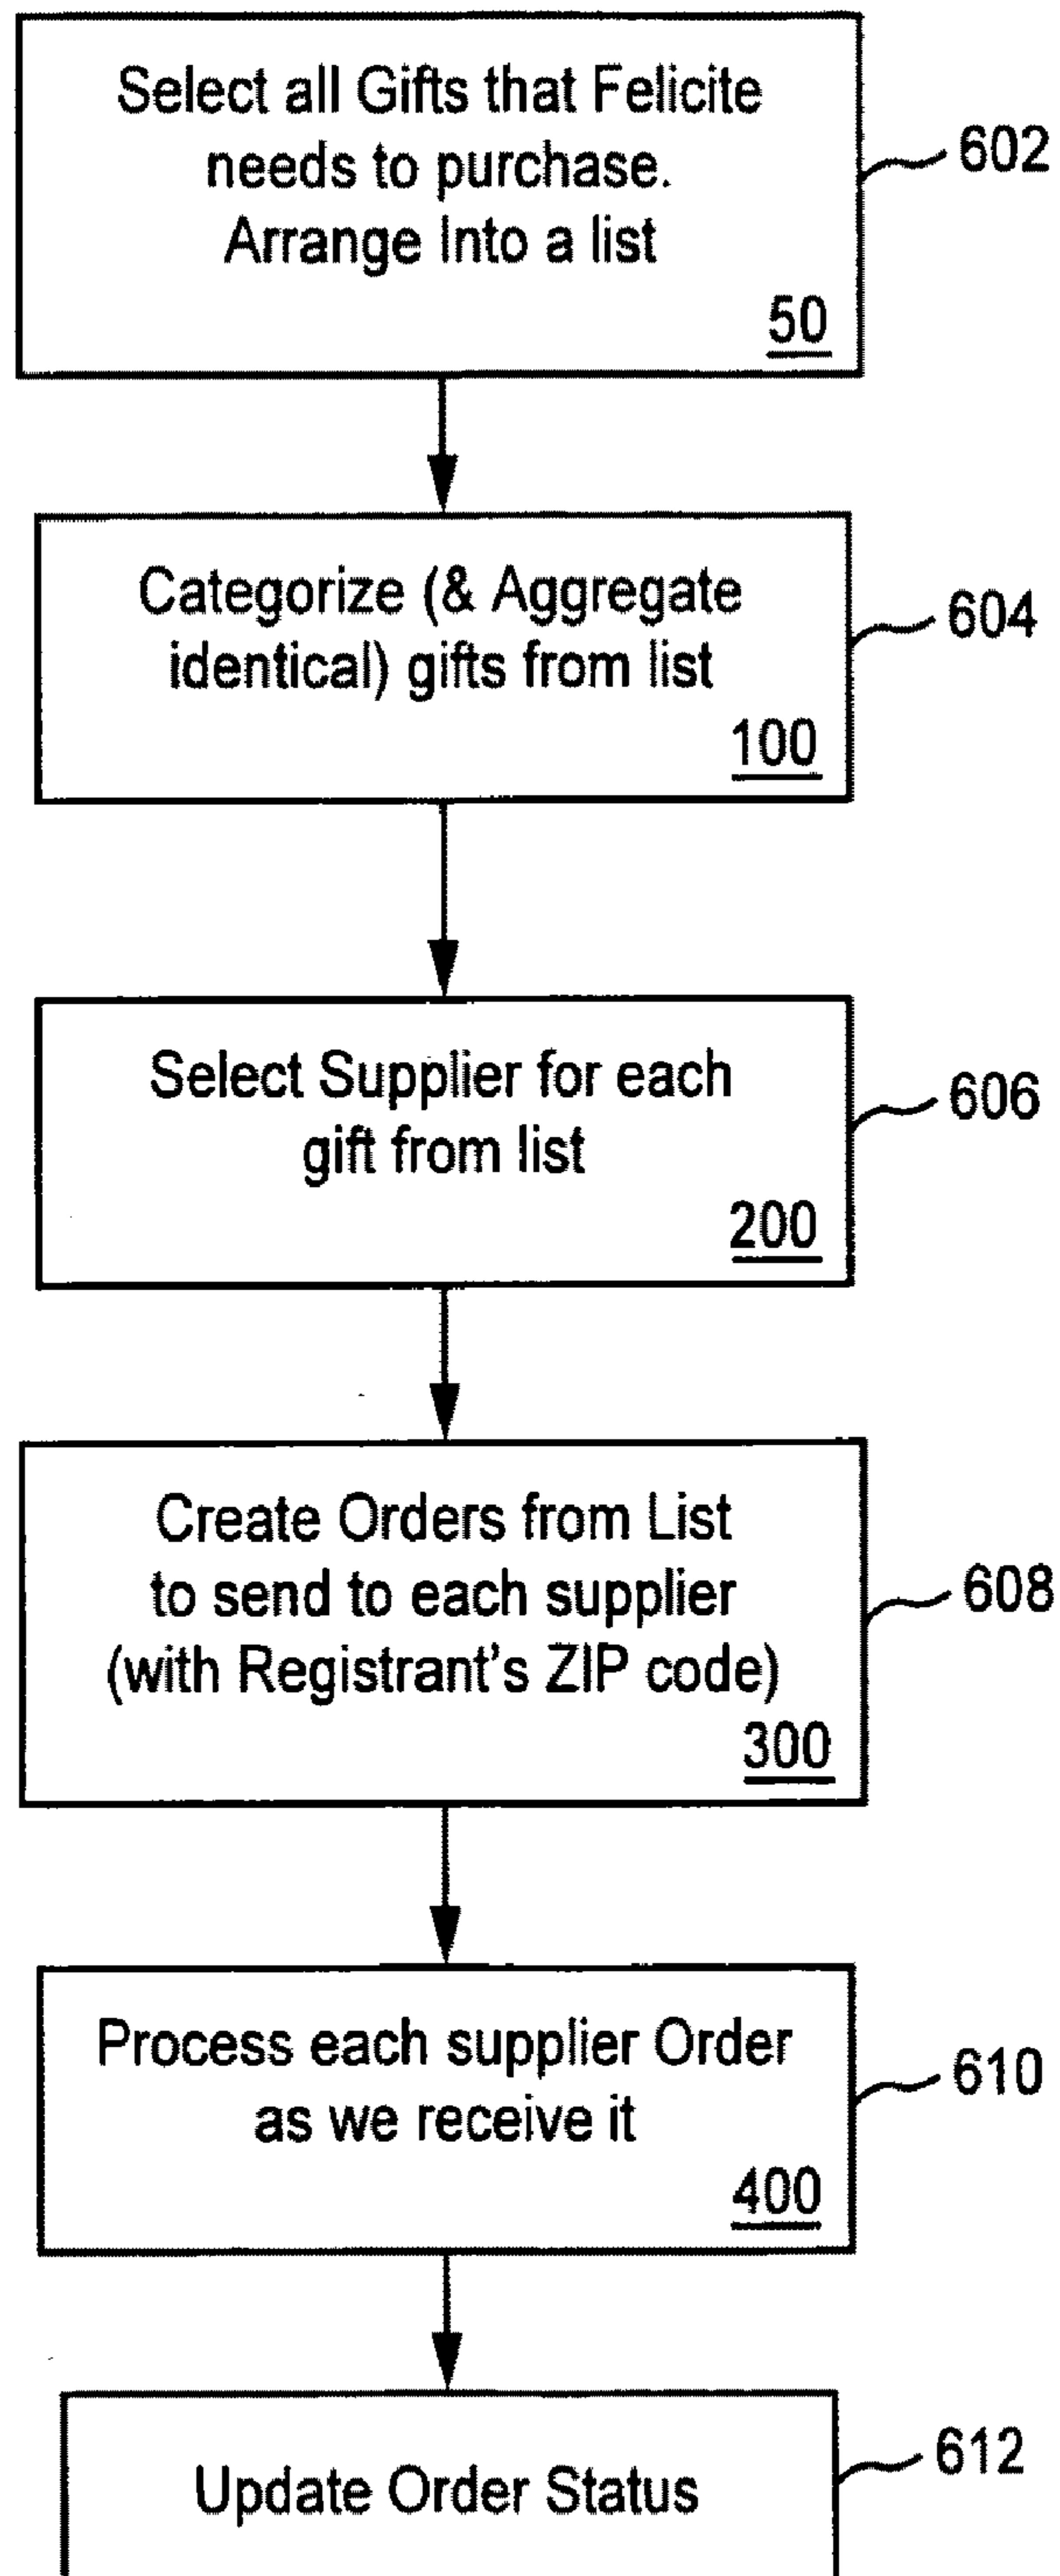 Select all Gifts that Felicite
needs to purchase.
Arrange Into a list
50
602
Categorize (& Aggregate
identical) gifts from list
100
604
Select Supplier for each
gift from list
200
606
Create Orders from List
to send to each supplier
(with Registrant's ZIP code)
300
608
Process each supplier Order
as we receive it
400
610
Update Order Status
612